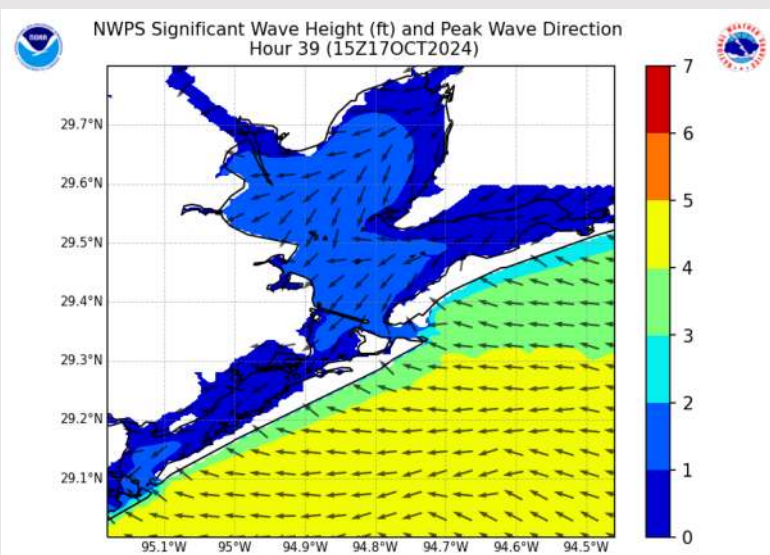 NWPS Significant Wave Height (ft) and Peak Wave Direction
Hour 39 (15Z17OCT2024)
NOAA
29.7°N
29.6°N
29.5°N
29.4°N
29.3°N
29.2°N
29.1°N
95.1°W 95°W 94.9°W 94.8°W 94.7°W 94.6°W 94.5°W
7
6
5
4
3
2
1
0